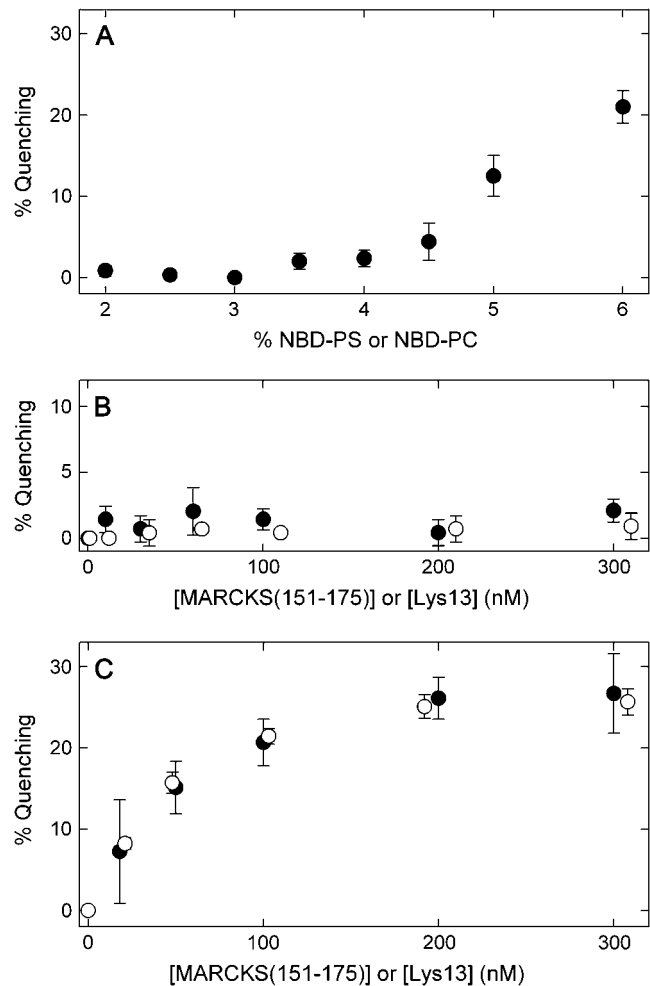 A
30
20
10
0
% Quenching
2 3 4 5 6
% NBD-PS or NBD-PC
B
10
5
0
% Quenching
0 100 200 300
[MARCKS(151-175)] or [Lys13] (nM)
C
30
20
10
0
% Quenching
0 100 200 300
[MARCKS(151-175)] or [Lys13] (nM)